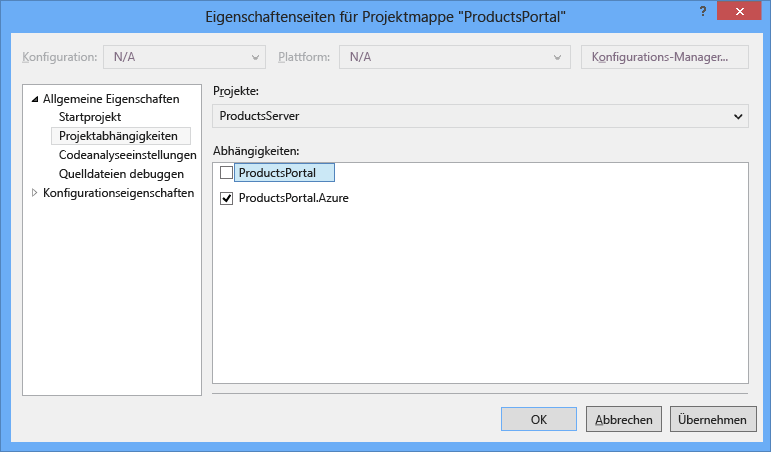 Eigenschaftenseiten für Projektmappe "ProductsPortal"
Konfiguration: N/A Plattform: N/A Konfigurations-Manager...
Allgemeine Eigenschaften
Startprojekt
Projektabhängigkeiten
Codeanalyseeinstellungen
Quelldateien debuggen
Konfigurationseigenschaften
Projekte:
ProductsServer
Abhängigkeiten:
ProductsPortal
ProductsPortal.Azure
OK Abbrechen Übernehmen